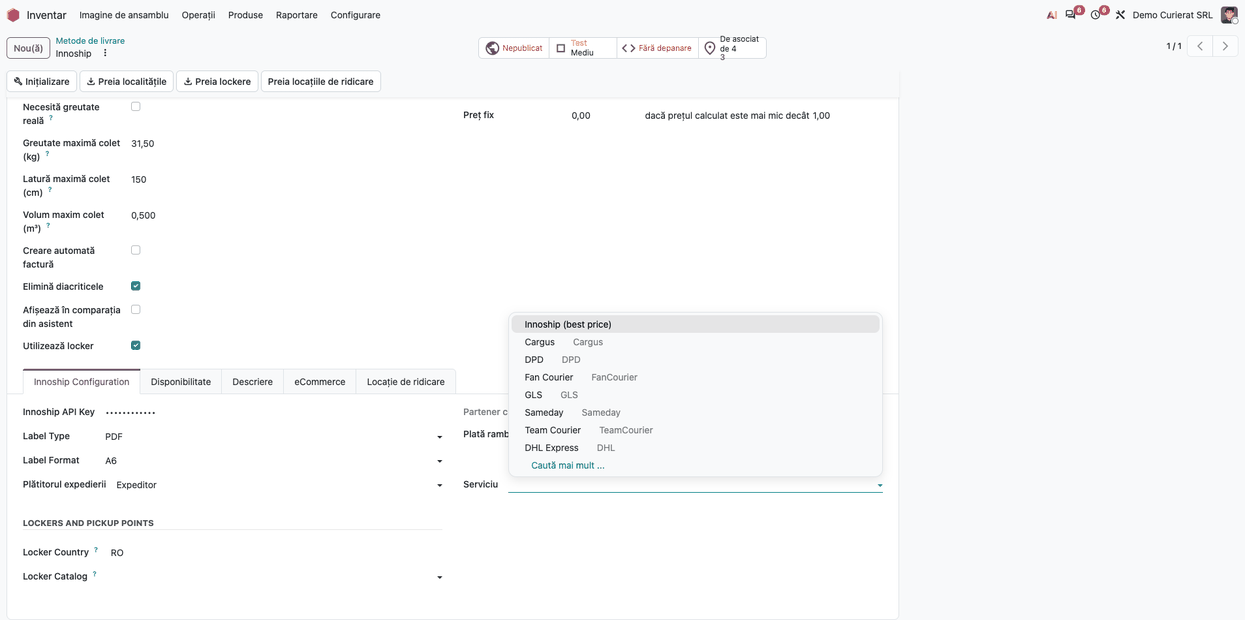 Inventar
Imagine de ansamblu
Operații
Produse
Raportare
Configurare
AI
6
6
Demo Curierat SRL
Nou(ă)
Metode de livrare
Innoship
Nepublicat
Test
Mediu
Fără depanare
De asociat
de 4
3
1 / 1
Inițializare
Preia localitățile
Preia lockere
Preia locațiile de ridicare
Necesită greutate
reală ?
Preț fix
0,00
dacă prețul calculat este mai mic decât 1,00
Greutate maximă colet
(kg) ?
31,50
Latură maximă colet
(cm) ?
150
Volum maxim colet
(m³) ?
0,500
Creare automată
factură
Elimină diacriticele
Afișează în comparația
din asistent
Utilizează locker
Innoship Configuration
Disponibilitate
Descriere
eCommerce
Locație de ridicare
Innoship API Key
............
Label Type
PDF
Label Format
A6
Plătitorul expedierii
Expeditor
Partener c
Plată ramb
Serviciu
Innoship (best price)
Cargus Cargus
DPD DPD
Fan Courier FanCourier
GLS GLS
Sameday Sameday
Team Courier TeamCourier
DHL Express DHL
Caută mai mult ...
LOCKERS AND PICKUP POINTS
Locker Country ?
RO
Locker Catalog ?